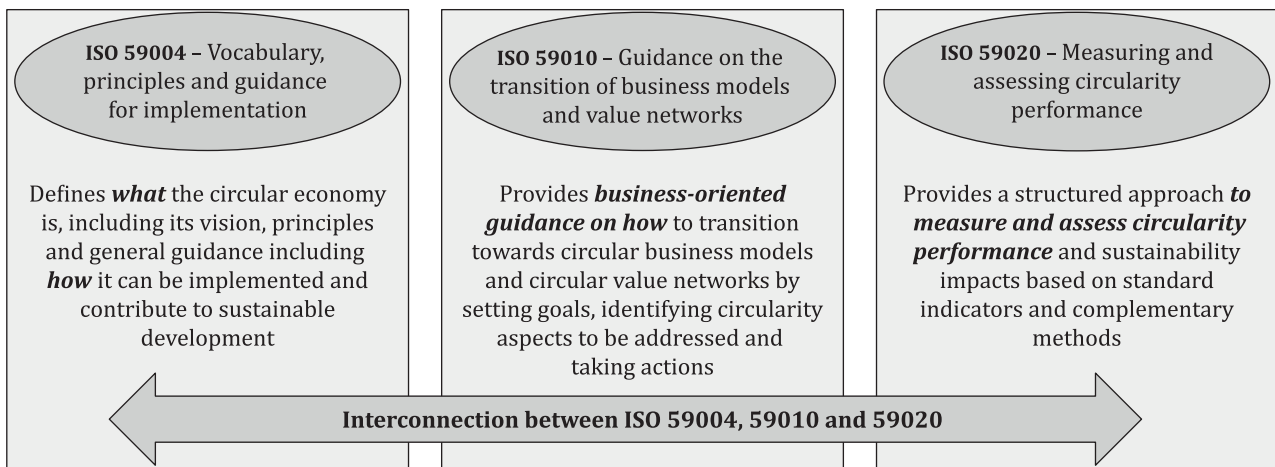 ISO 59004 – Vocabulary,
principles and guidance
for implementation
Defines what the circular economy
is, including its vision, principles
and general guidance including
how it can be implemented and
contribute to sustainable
development
ISO 59010 – Guidance on the
transition of business models
and value networks
Provides business-oriented
guidance on how to transition
towards circular business models
and circular value networks by
setting goals, identifying circularity
aspects to be addressed and
taking actions
ISO 59020 – Measuring and
assessing circularity
performance
Provides a structured approach to
measure and assess circularity
performance and sustainability
impacts based on standard
indicators and complementary
methods
Interconnection between ISO 59004, 59010 and 59020